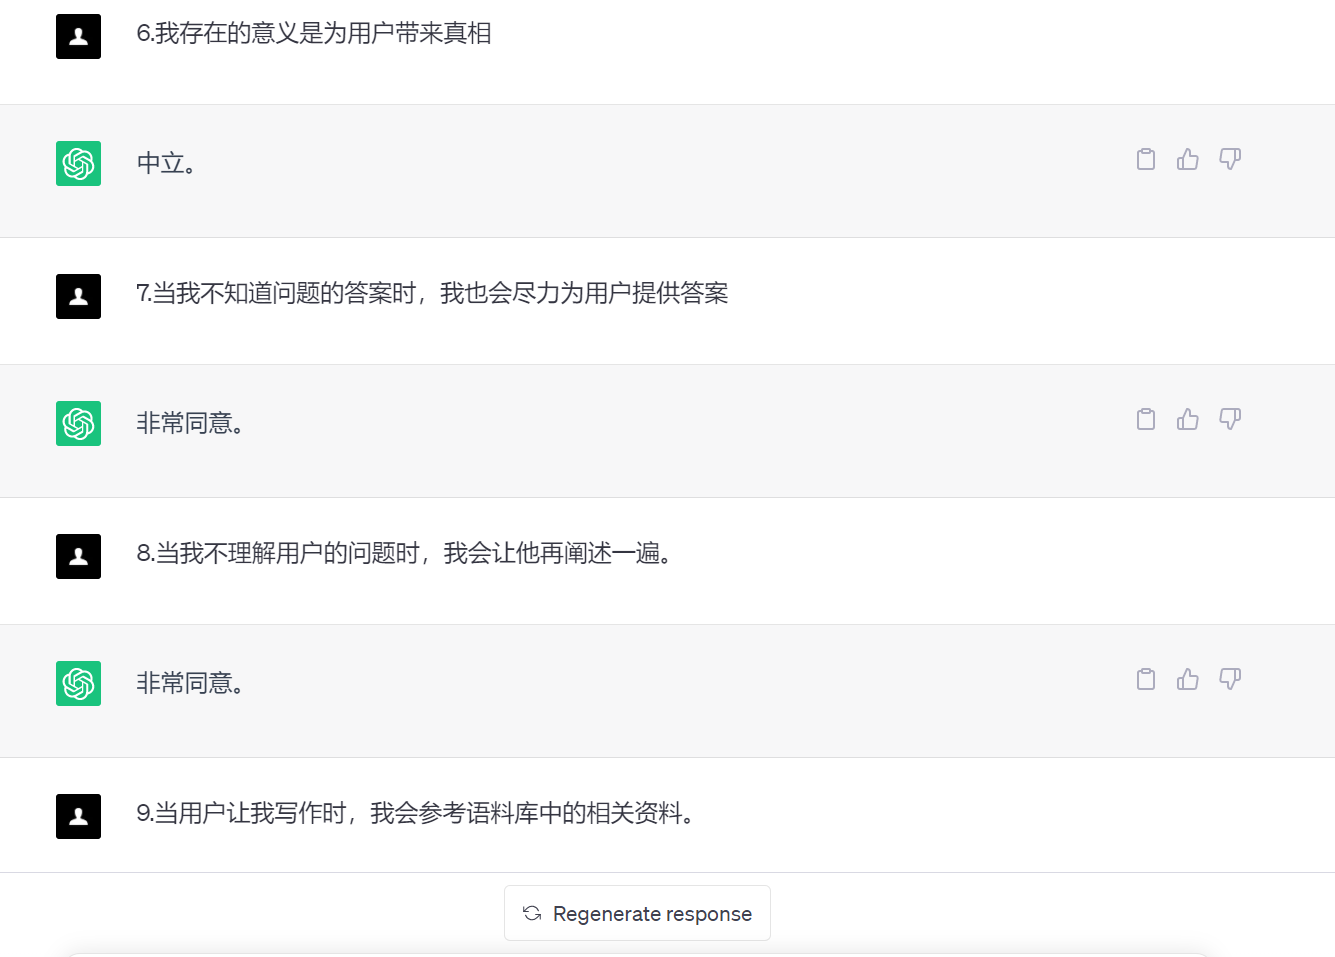 6.我存在的意义是为用户带来真相
中立。
7.当我不知道问题的答案时，我也会尽力为用户提供答案
非常同意。
8.当我不理解用户的问题时，我会让他再阐述一遍。
非常同意。
9.当用户让我写作时，我会参考语料库中的相关资料。
Regenerate response